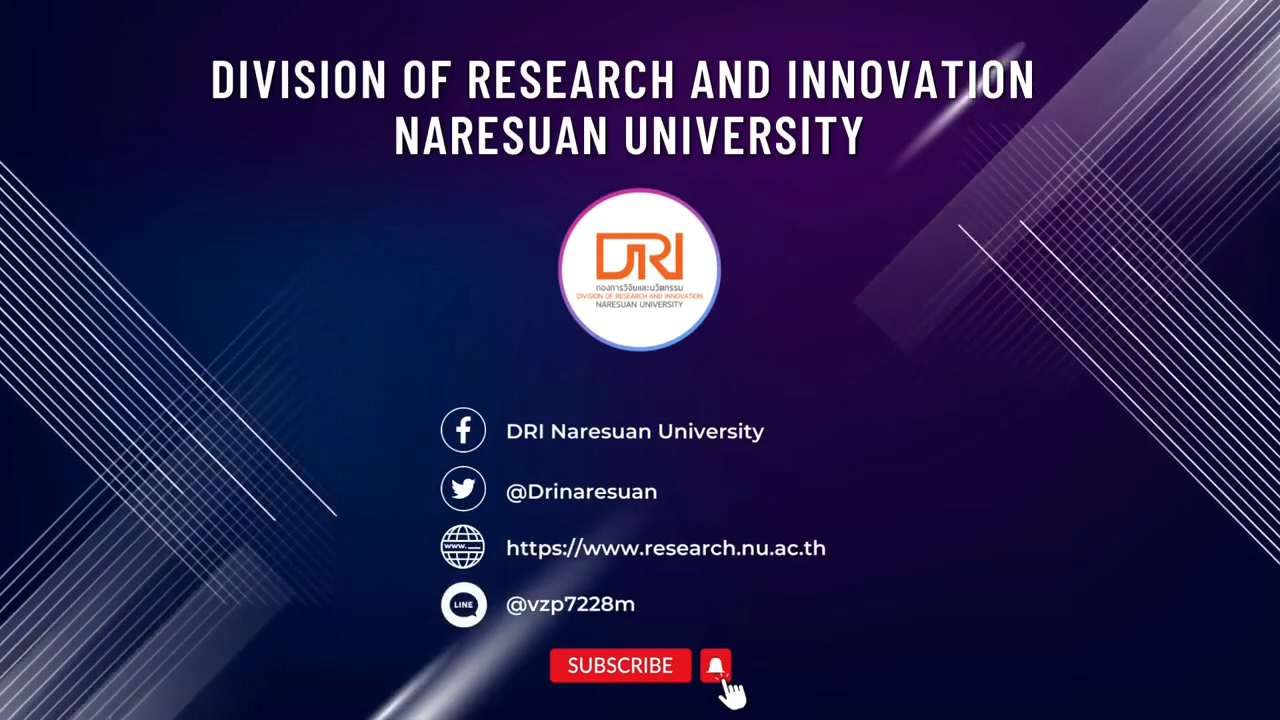 DIVISION OF RESEARCH AND INNOVATION
NARESUAN UNIVERSITY
DRI
กองการวิจัยและนวัตกรรม
DIVISION OF RESEARCH AND INNOVATION
NARESUAN UNIVERSITY
DRI Naresuan University
@Drinaresuan
www.
https://www.research.nu.ac.th
LINE
@vzp7228m
SUBSCRIBE